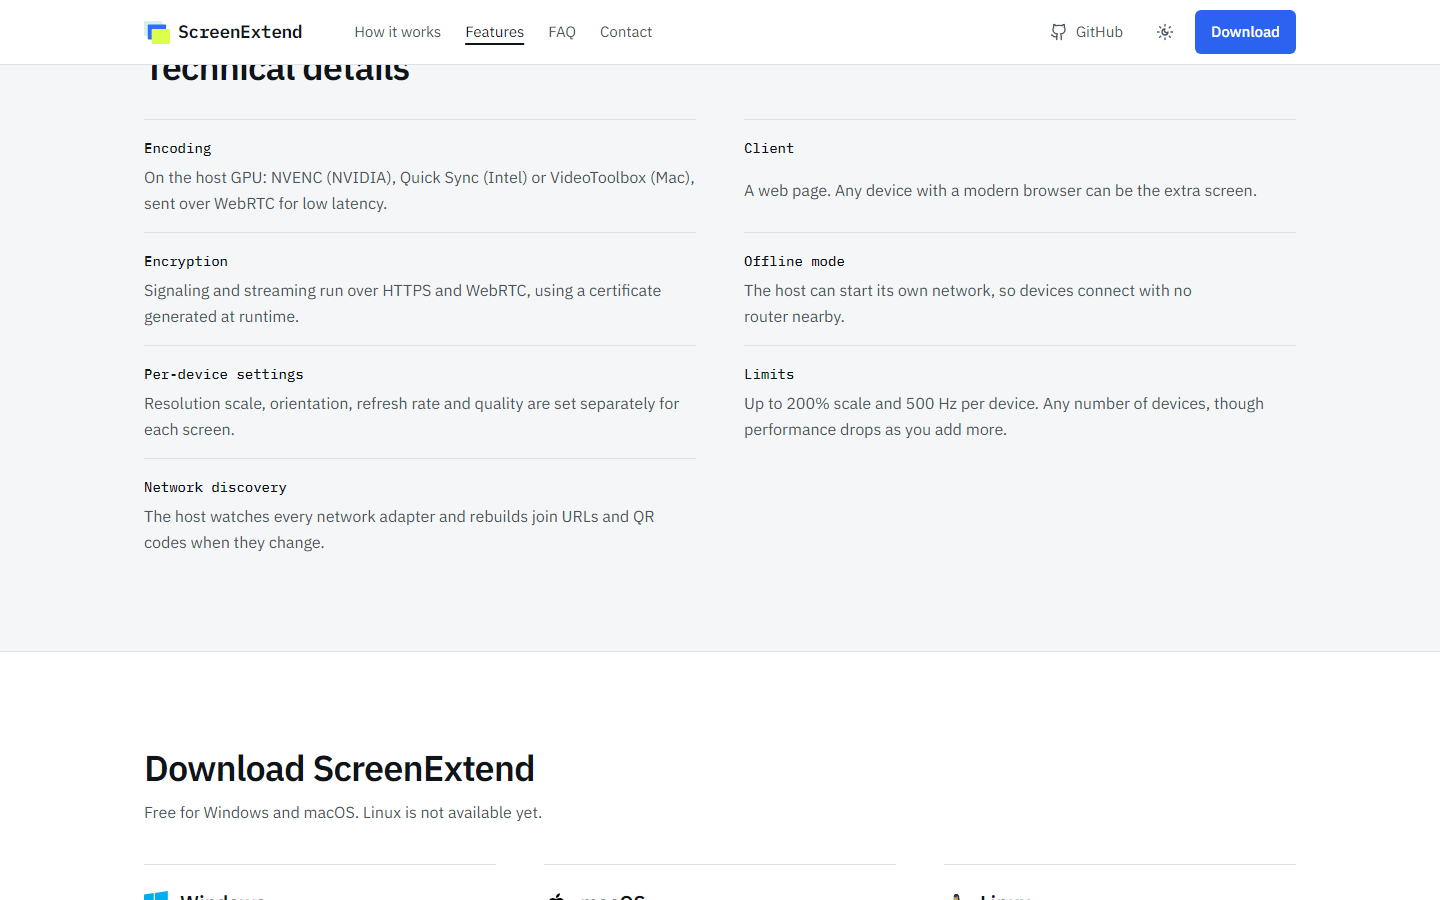 ScreenExtend
How it works
Features
FAQ
Contact
GitHub
Download
Technical details
Encoding
On the host GPU: NVENC (NVIDIA), Quick Sync (Intel) or VideoToolbox (Mac),
sent over WebRTC for low latency.
Client
A web page. Any device with a modern browser can be the extra screen.
Encryption
Signaling and streaming run over HTTPS and WebRTC, using a certificate
generated at runtime.
Offline mode
The host can start its own network, so devices connect with no
router nearby.
Per-device settings
Resolution scale, orientation, refresh rate and quality are set separately for
each screen.
Limits
Up to 200% scale and 500 Hz per device. Any number of devices, though
performance drops as you add more.
Network discovery
The host watches every network adapter and rebuilds join URLs and QR
codes when they change.
Download ScreenExtend
Free for Windows and macOS. Linux is not available yet.
Windows
macOS
Linux